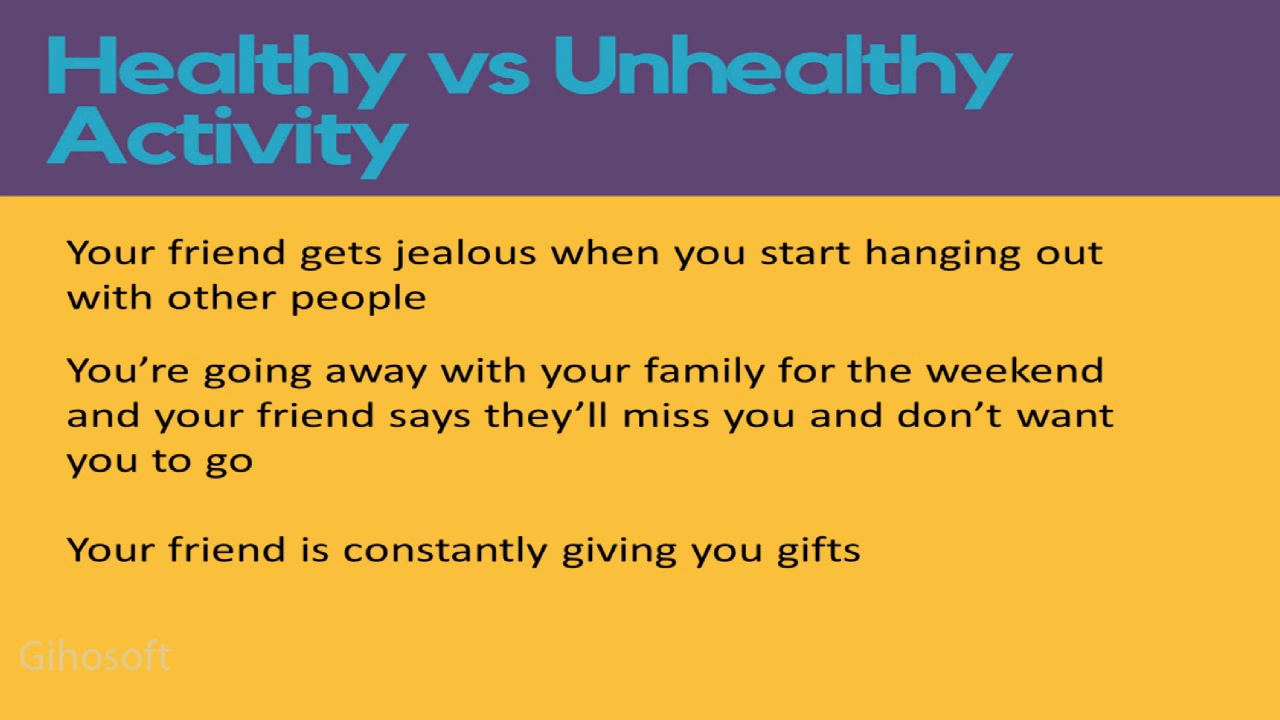 Healthy vs Unhealthy
Activity
Your friend gets jealous when you start hanging out
with other people
You’re going away with your family for the weekend
and your friend says they’ll miss you and don’t want
you to go
Your friend is constantly giving you gifts
Gihosoft